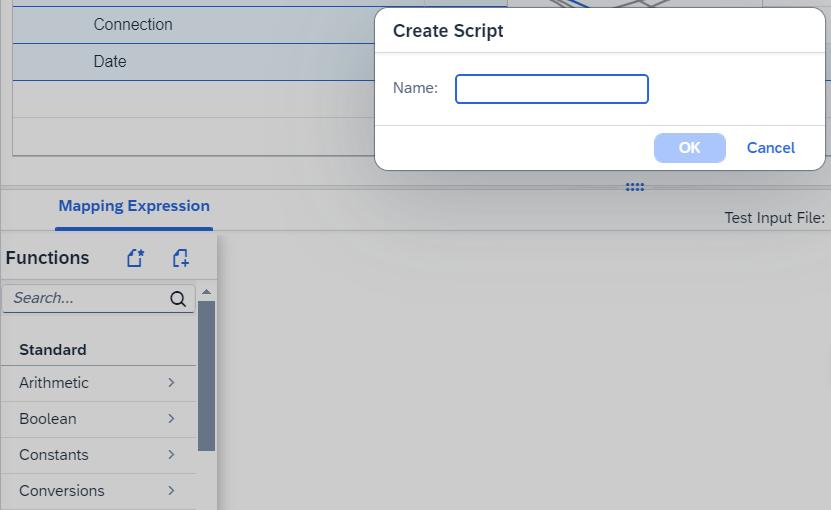 Connection
Date
Create Script
Name:
OK
Cancel
Mapping Expression
Test Input File:
Functions
Search...
Standard
Arithmetic
Boolean
Constants
Conversions